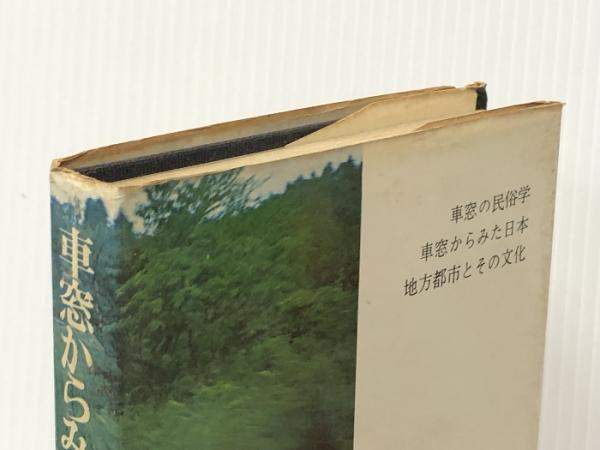 車窓からみ
車窓の民俗学
車窓からみた日本
地方都市とその文化